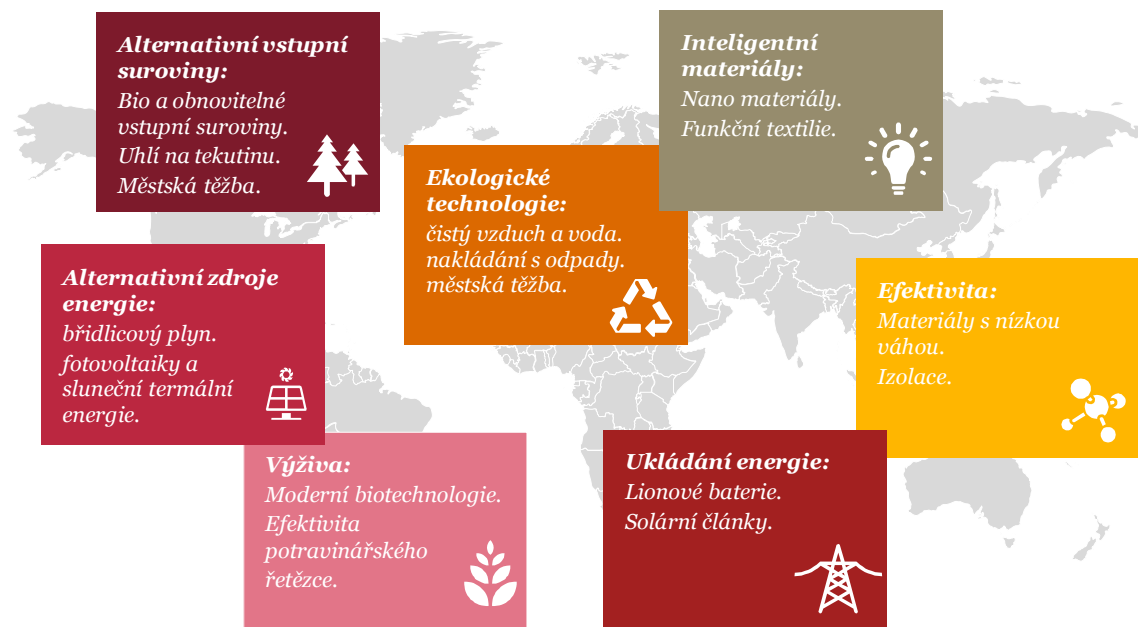 Alternativní vstupní
suroviny:
Bio a obnovitelné
vstupní suroviny.
Uhlí na tekutinu.
Městská těžba.
Inteligentní
materiály:
Nano materiály.
Funkční textilie.
Ekologické
technologie:
čistý vzduch a voda.
nakládání s odpady.
městská těžba.
Alternativní zdroje
energie:
břidlicový plyn.
fotovoltaiky a
sluneční termální
energie.
Efektivita:
Materiály s nízkou
váhou.
Izolace.
Výživa:
Moderní biotechnologie.
Efektivita
potravinářského
řetězce.
Ukládání energie:
Lionové baterie.
Solární články.